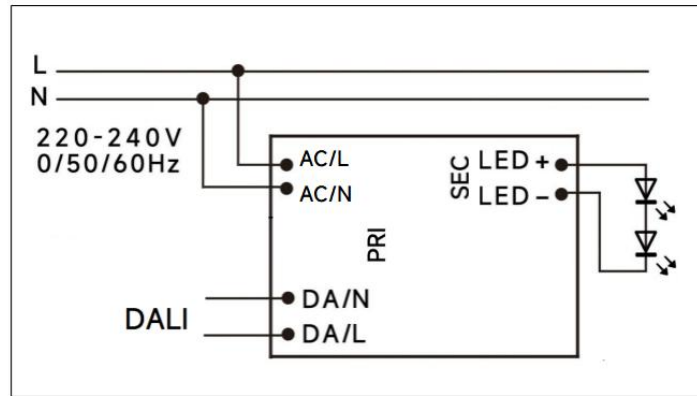 L
N
220-240V
0/50/60Hz
AC/L
AC/N
PRI
SEC
LED +
LED -
DALI
DA/N
DA/L